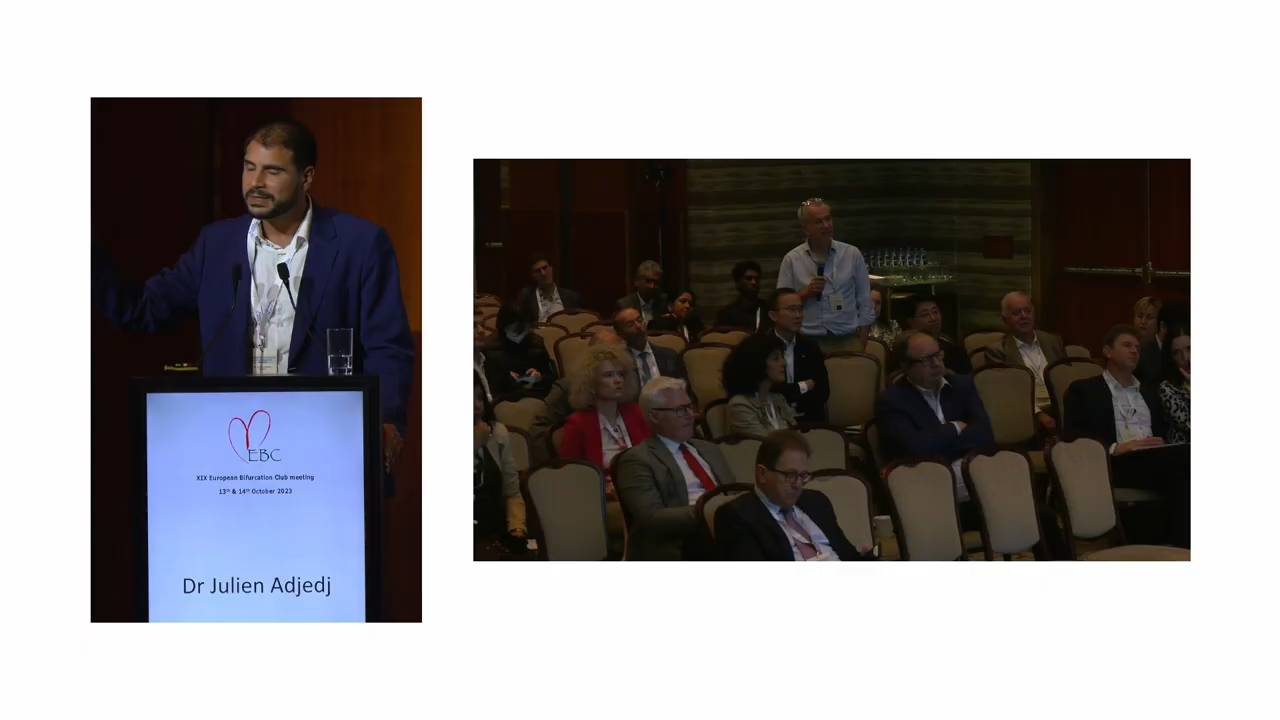 EBC
XIX European Bifurcation Club meeting
13th & 14th October 2023
Dr Julien Adjedj